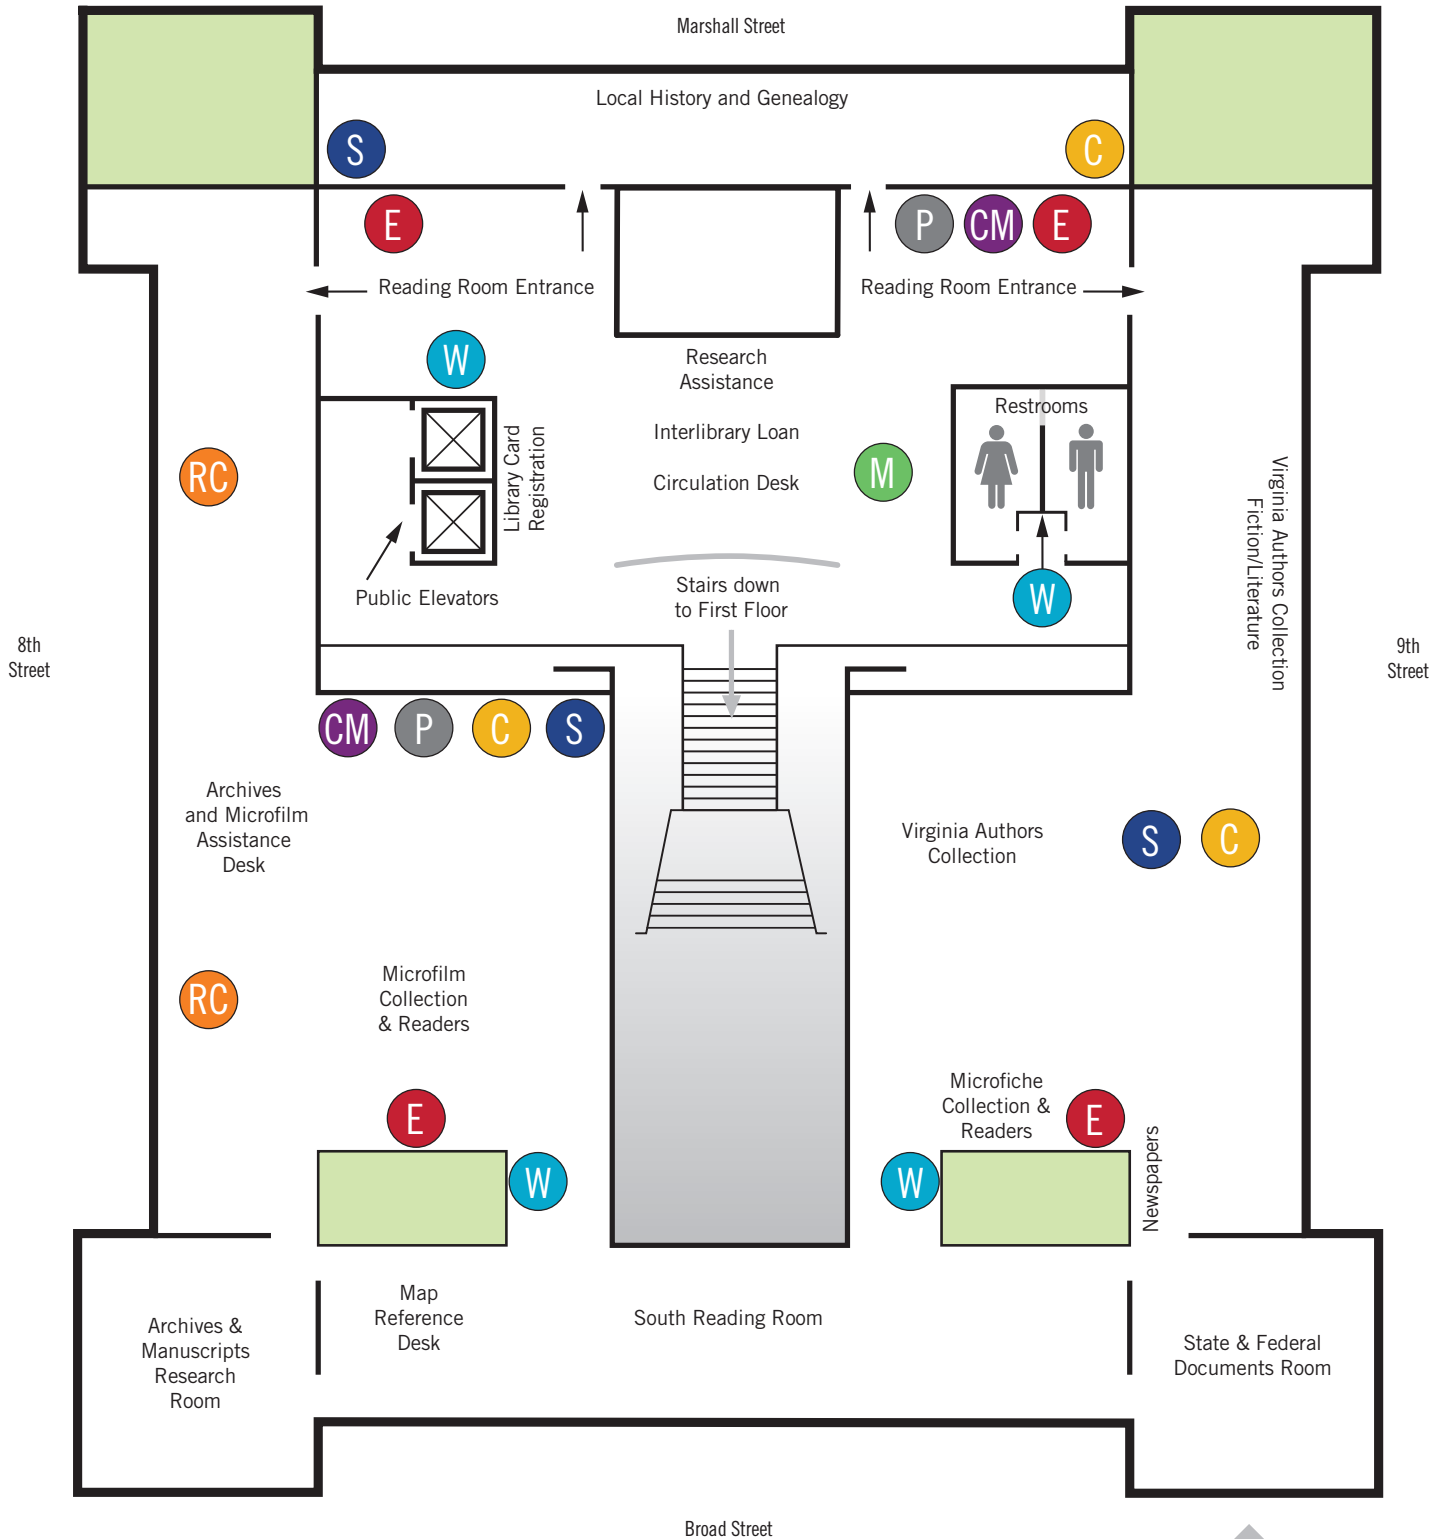 Marshall Street
Local History and Genealogy
S
C
E
P
CM
E
Reading Room Entrance
Reading Room Entrance
W
Research
Assistance
Interlibrary Loan
Circulation Desk
Restrooms
Library Card
Registration
RC
M
Virginia Authors Collection
Fiction/Literature
Public Elevators
Stairs down
to First Floor
W
8th
Street
9th
Street
CM
P
C
S
Archives
and Microfilm
Assistance
Desk
Virginia Authors
Collection
S
C
Microfilm
Collection
& Readers
RC
Microfiche
Collection &
Readers
E
E
W
W
Newspapers
Map
Reference
Desk
South Reading Room
Archives &
Manuscripts
Research
Room
State & Federal
Documents Room
Broad Street